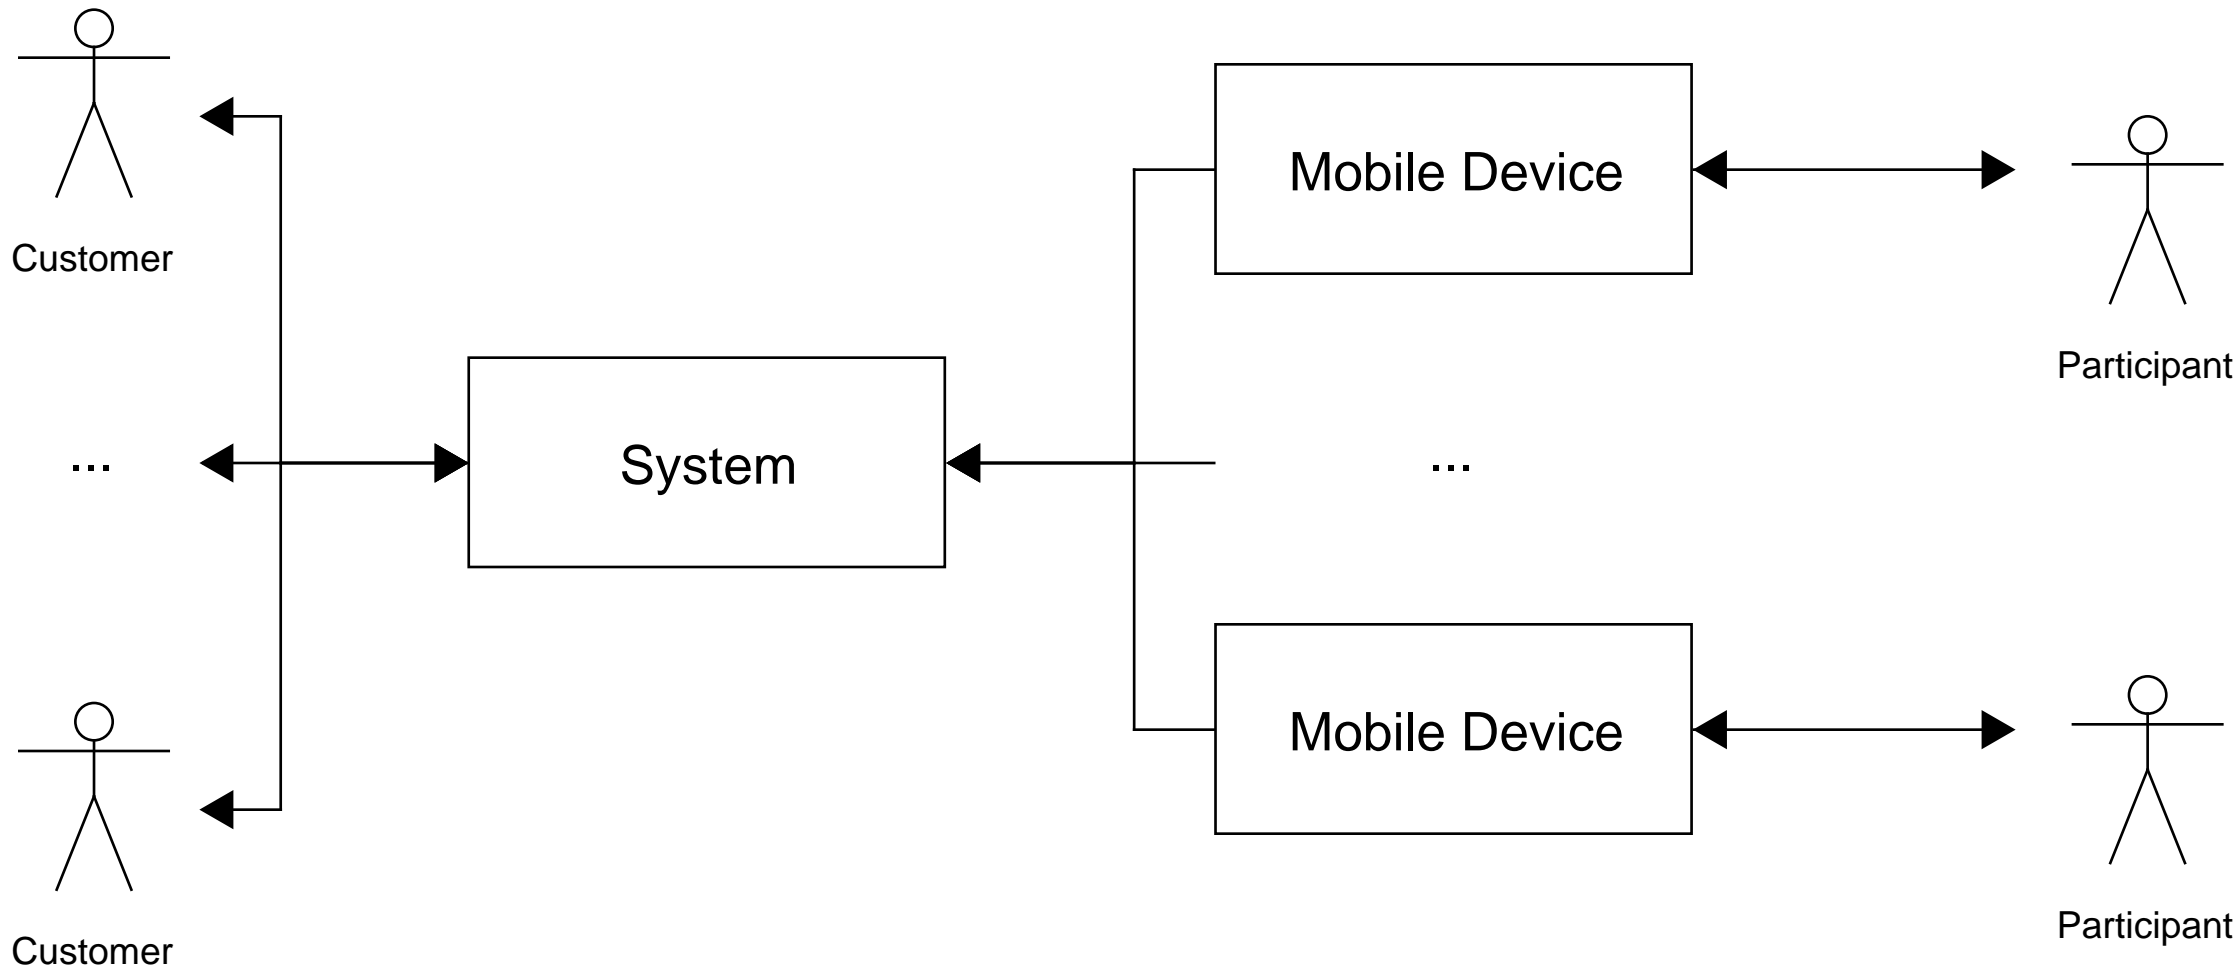 Customer
Mobile Device
Participant
...
System
...
Mobile Device
Customer
Participant